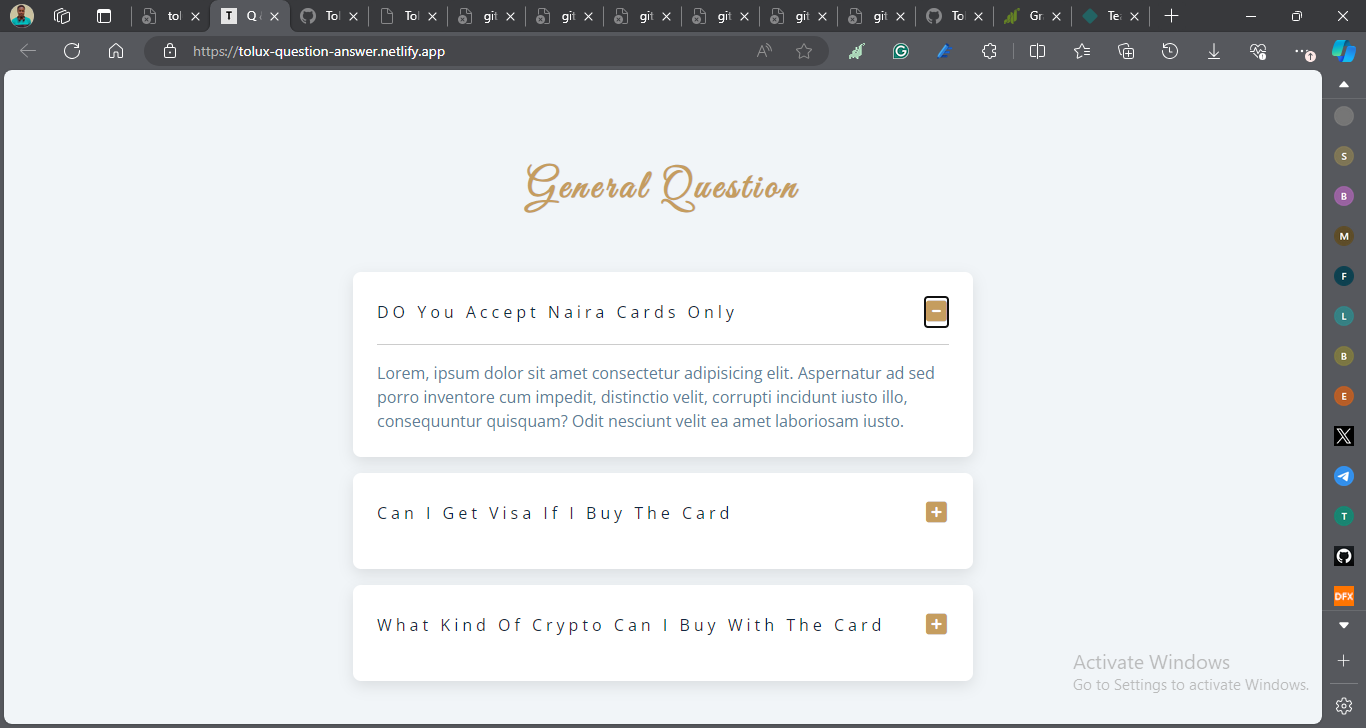 tol
Q &
Tol
Tol
git
git
git
git
git
git
To
Gr
Te
https://tolux-question-answer.netlify.app
General Question
DO You Accept Naira Cards Only
Lorem, ipsum dolor sit amet consectetur adipisicing elit. Aspernatur ad sed
porro inventore cum impedit, distinctio velit, corrupti incidunt iusto illo,
consequuntur quisquam? Odit nesciunt velit ea amet laboriosam iusto.
Can I Get Visa If I Buy The Card
What Kind Of Crypto Can I Buy With The Card
Activate Windows
Go to Settings to activate Windows.
S
B
M
F
L
B
E
T
DFX